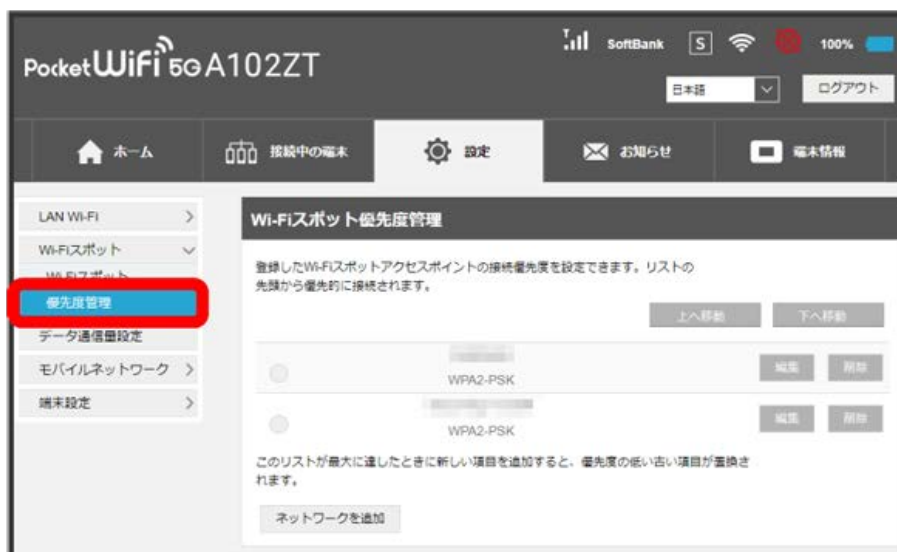 SoftBank S 100%
Pocket WiFi 5G A102ZT
日本語 ログアウト
ホーム 接続中の端末 設定 お知らせ 端末情報
LAN Wi-Fi
Wi-Fiスポット優先度管理
Wi-Fiスポット
Wi-Fiスポット
優先度管理
データ通信量設定
モバイルネットワーク
端末設定
登録したWi-Fiスポットアクセスポイントの接続優先度を設定できます。リストの
先頭から優先的に接続されます。
上へ移動 下へ移動
WPA2-PSK 編集 削除
WPA2-PSK 編集 削除
このリストが最大に達したときに新しい項目を追加すると、優先度の低い古い項目が置換さ
れます。
ネットワークを追加